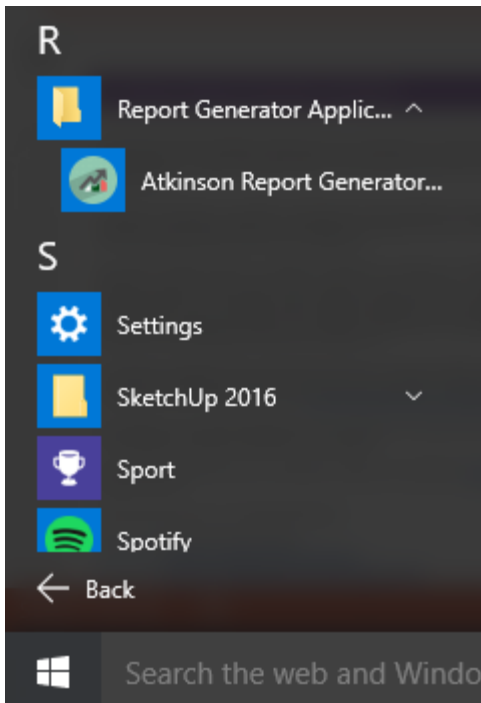 R
Report Generator Applic...
Atkinson Report Generator...
S
Settings
SketchUp 2016
Sport
Spotify
Back
Search the web and Windo